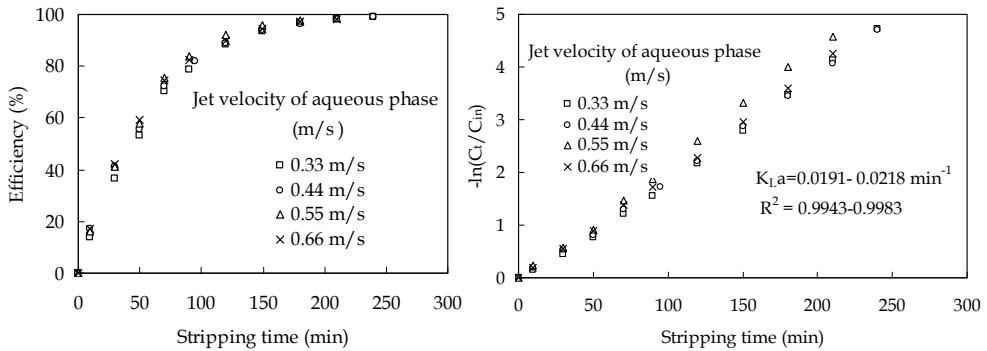 100
80
60
40
20
0
Efficiency (%)
Jet velocity of aqueous phase
(m/s )
0.33 m/s
0.44 m/s
0.55 m/s
0.66 m/s
0 50 100 150 200 250 300
Stripping time (min)
5
4
3
2
1
0
-ln(Ct/Cin)
Jet velocity of aqueous phase
(m/s)
0.33 m/s
0.44 m/s
0.55 m/s
0.66 m/s
KLa=0.0191- 0.0218 min⁻¹
R² = 0.9943-0.9983
0 50 100 150 200 250 300
Stripping time (min)